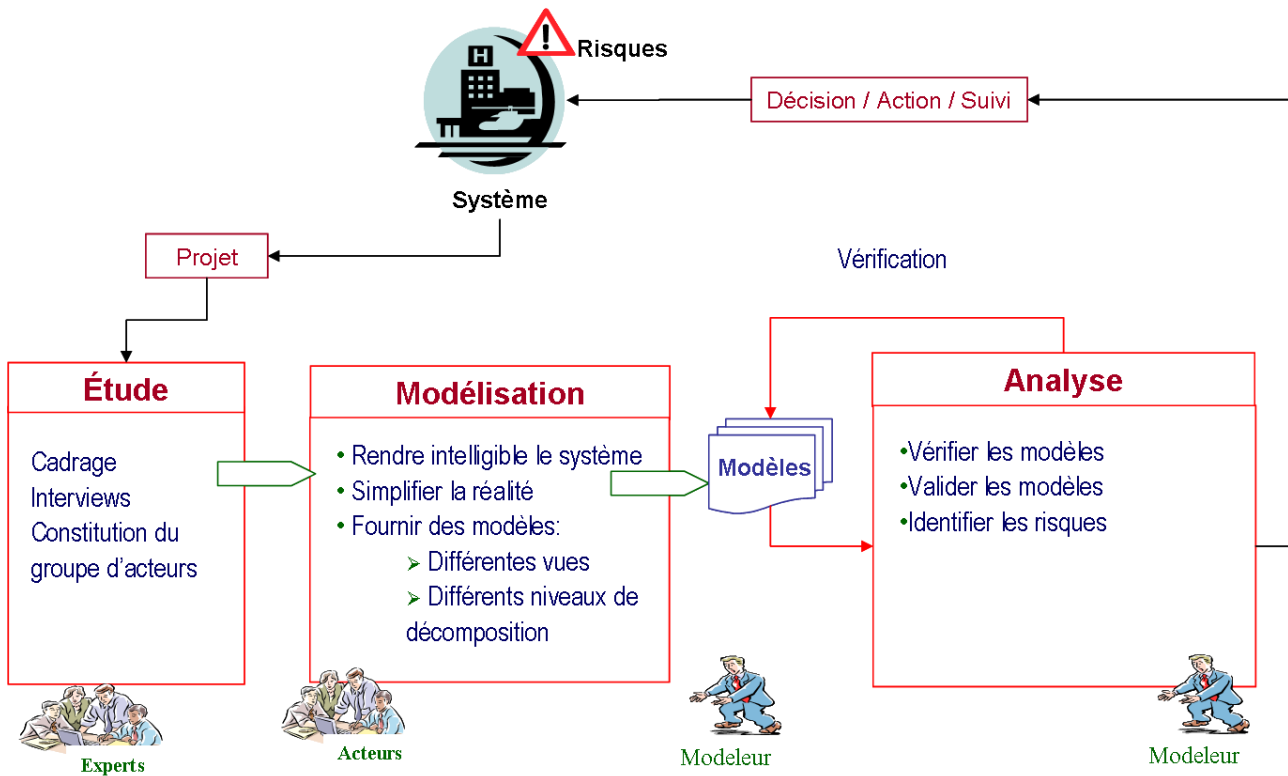 Risques
Décision / Action / Suivi
H
Système
Projet
Vérification
Étude
Cadrage
Interviews
Constitution du
groupe d'acteurs
Modélisation
• Rendre intelligible le système
• Simplifier la réalité
• Fournir des modèles:
➢ Différentes vues
➢ Différents niveaux de
décomposition
Modèles
Analyse
•Vérifier les modèles
•Valider les modèles
•Identifier les risques
Experts
Acteurs
Modeleur
Modeleur